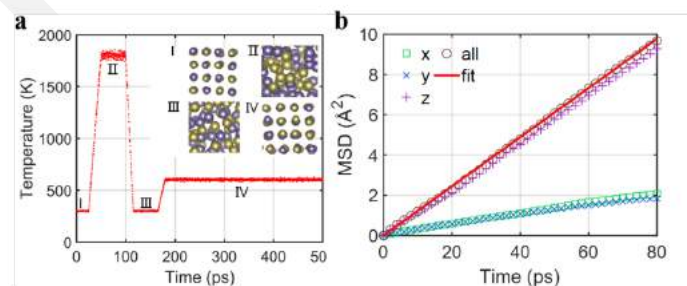 a
b
2000
1500
1000
500
0
Temperature (K)
I
II
III
IV
I
II
III
IV
0
100
200
300
400
50
Time (ps)
10
8
6
4
2
0
MSD (Å²)
x
all
y
fit
z
0
20
40
60
80
Time (ps)